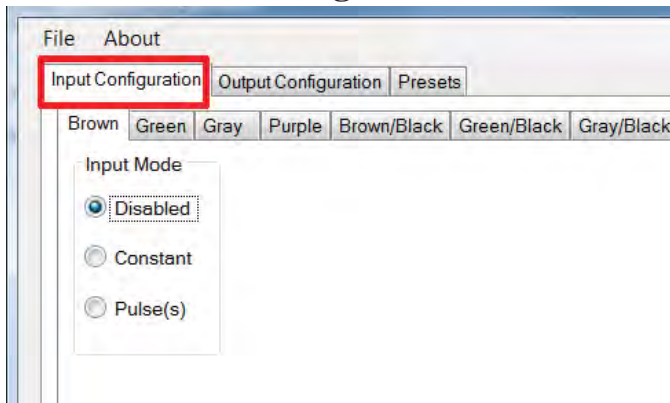 File About
Input Configuration Output Configuration Presets
Brown Green Gray Purple Brown/Black Green/Black Gray/Black
Input Mode
Disabled
Constant
Pulse(s)